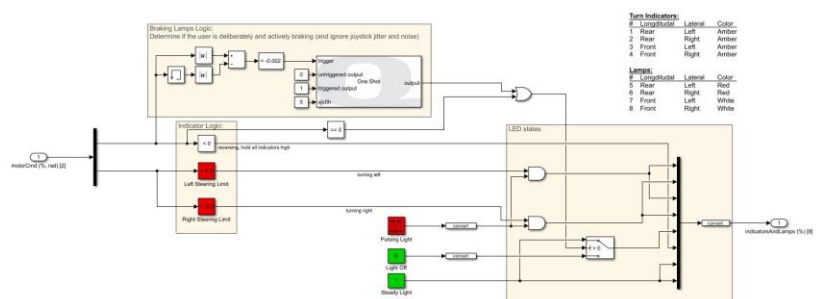 Braking Lamps Logic:
Determine if the user is deliberately and actively braking (and ignore joystick jitter and noise)
|u|
|u|
+
−
< -0.002
trigger
0
untriggered output
One Shot
output
1
triggered output
5
width
Turn Indicators:
# Longditudal Lateral Color
1 Rear Left Amber
2 Rear Right Amber
3 Front Left Amber
4 Front Right Amber
Lamps:
# Longditudal Lateral Color
5 Rear Left Red
6 Rear Right Red
7 Front Left White
8 Front Right White
Indicator Logic:
== 0
LED states
< 0
reversing, hold all indicators high
1
motorCmd (%, rad) [2]
Left Steering Limit
turning left
Right Steering Limit
turning right
Pulsing Light
convert
convert
1
indicatorsAndLamps (%) [8]
Light Off
convert
Steady Light